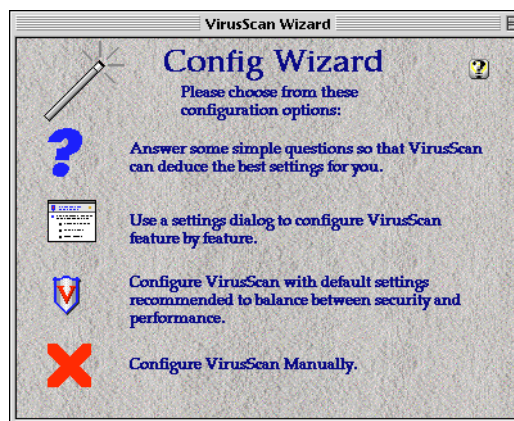 VirusScan Wizard
Config Wizard
Please choose from these
configuration options:
Answer some simple questions so that VirusScan
can deduce the best settings for you.
Use a settings dialog to configure VirusScan
feature by feature.
Configure VirusScan with default settings
recommended to balance between security and
performance.
Configure VirusScan Manually.